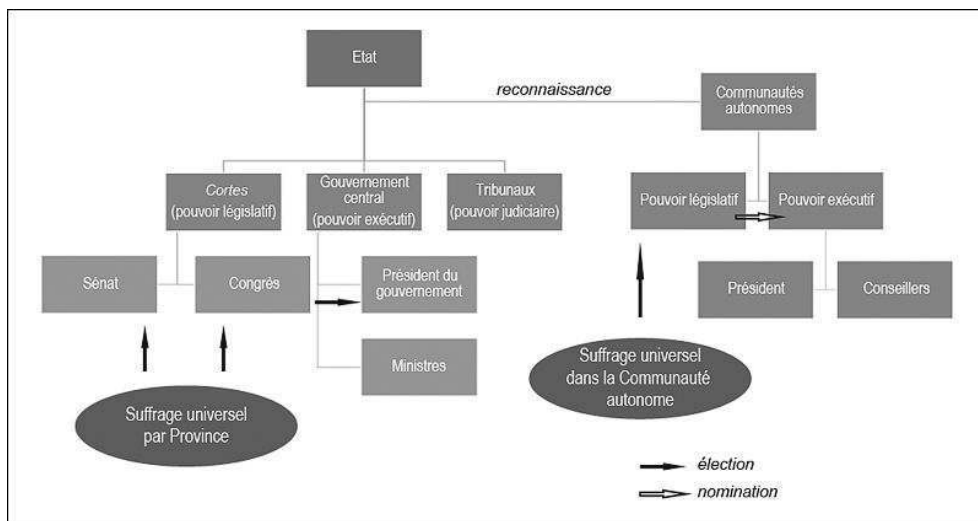 Etat
reconnaissance
Communautés
autonomes
Cortes
(pouvoir législatif)
Gouvernement
central
(pouvoir exécutif)
Tribunaux
(pouvoir judiciaire)
Pouvoir législatif
Pouvoir exécutif
Sénat
Congrès
Président du
gouvernement
Président
Conseillers
Ministres
Suffrage universel
par Province
Suffrage universel
dans la Communauté
autonome
élection
nomination